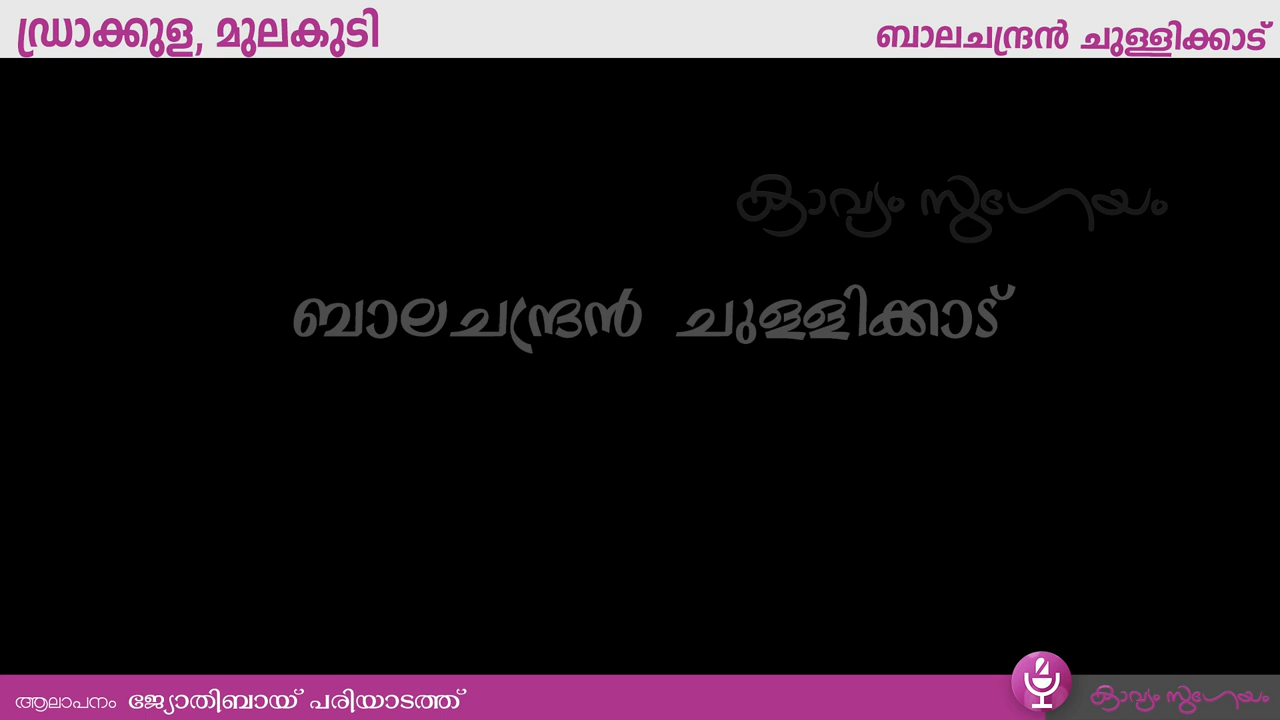 ഡ്രാക്കുള, മുലകുടി
ബാലചന്ദ്രൻ ചുള്ളിക്കാട്
കാവ്യം സുഗേയം
ബാലചന്ദ്രൻ ചുള്ളിക്കാട്
ആലാപനം ജ്യോതിബായ് പരിയാടത്ത്
കാവ്യം സുഗേയം